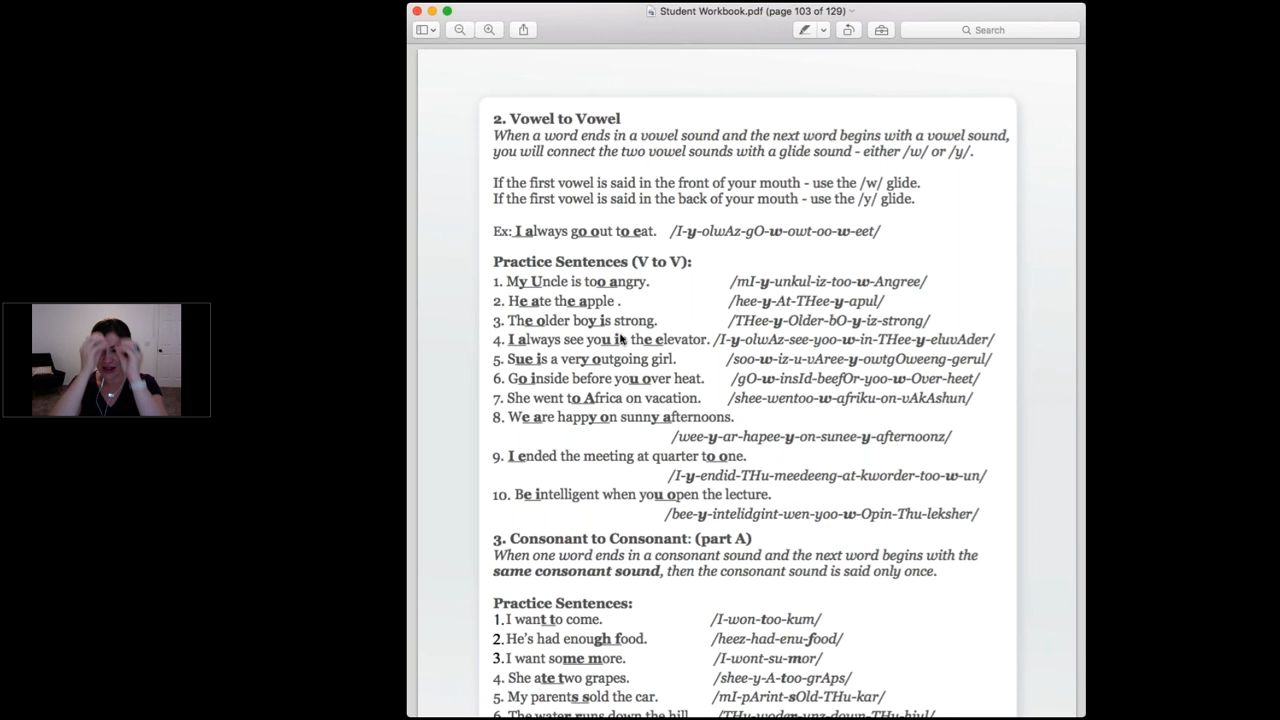 Student Workbook.pdf (page 103 of 129)
Search
2. Vowel to Vowel
When a word ends in a vowel sound and the next word begins with a vowel sound,
you will connect the two vowel sounds with a glide sound - either /w/ or /y/.
If the first vowel is said in the front of your mouth - use the /w/ glide.
If the first vowel is said in the back of your mouth - use the /y/ glide.
Ex: I always go out to eat. /I-y-olwAz-gO-w-owt-oo-w-eet/
Practice Sentences (V to V):
1. My Uncle is too angry. /mI-y-unkul-iz-too-w-Angree/
2. He ate the apple . /hee-y-At-THee-y-apul/
3. The older boy is strong. /THee-y-Older-bO-y-iz-strong/
4. I always see you in the elevator. /I-y-olwAz-see-yoo-w-in-THee-y-eluvAder/
5. Sue is a very outgoing girl. /soo-w-iz-u-vAree-y-owtgOweeng-gerul/
6. Go inside before you over heat. /gO-w-insId-beefOr-yoo-w-Over-heet/
7. She went to Africa on vacation. /shee-wentoo-w-afriku-on-vAkAshun/
8. We are happy on sunny afternoons.
/wee-y-ar-hapee-y-on-sunee-y-afternoonz/
9. I ended the meeting at quarter to one.
/I-y-endid-THu-meedeeng-at-kworder-too-w-un/
10. Be intelligent when you open the lecture.
/bee-y-intelidgint-wen-yoo-w-Opin-Thu-leksher/
3. Consonant to Consonant: (part A)
When one word ends in a consonant sound and the next word begins with the
same consonant sound, then the consonant sound is said only once.
Practice Sentences:
1. I want to come. /I-won-too-kum/
2. He's had enough food. /heez-had-enu-food/
3. I want some more. /I-wont-su-mor/
4. She ate two grapes. /shee-y-A-too-grAps/
5. My parents sold the car. /mI-pArint-sOld-THu-kar/
6. The water runs down the hill. /THu-woder-unz-down-THu-hiul/